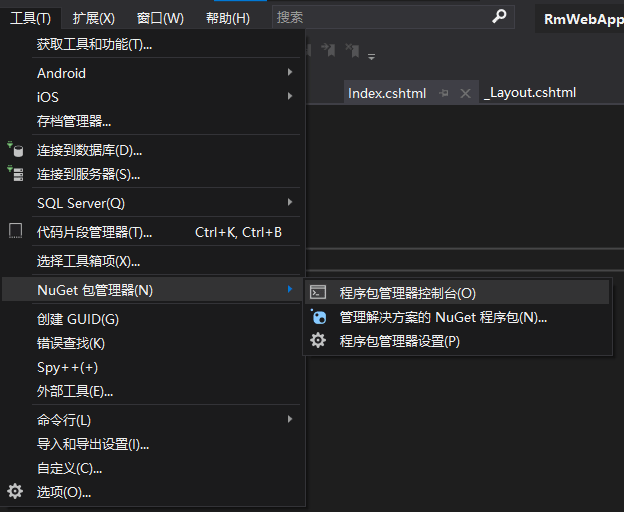 工具(T) 扩展(X) 窗口(W) 帮助(H) 搜索 RmWebApp
获取工具和功能(T)...
Index.cshtml _Layout.cshtml
Android
iOS
存档管理器...
连接到数据库(D)...
连接到服务器(S)...
SQL Server(Q)
代码片段管理器(T)... Ctrl+K, Ctrl+B
选择工具箱项(X)...
NuGet 包管理器(N)
程序包管理器控制台(O)
管理解决方案的 NuGet 程序包(N)...
程序包管理器设置(P)
创建 GUID(G)
错误查找(K)
Spy++(+)
外部工具(E)...
命令行(L)
导入和导出设置(I)...
自定义(C)...
选项(O)...